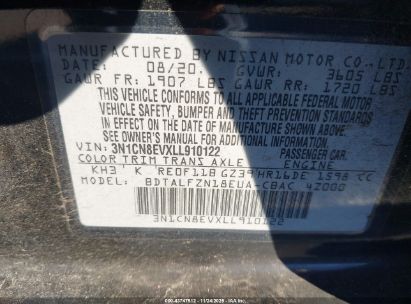 MANUFACTURED BY NISSAN MOTOR CO., LTD.
DATE: 08/20. GVWR: 3605 LBS
GAWR FR: 1907 LBS GAWR RR: 1720 LBS
THIS VEHICLE CONFORMS TO ALL APPLICABLE FEDERAL MOTOR
VEHICLE SAFETY, BUMPER, AND THEFT PREVENTION
STANDARDS IN EFFECT ON THE DATE OF
MANUFACTURE SHOWN ABOVE.
SEE OWNER'S MANUAL FOR ADDITIONAL INFORMATION.
VIN: 3N1CN8EVXLL910122 PASSENGER CAR.
COLOR TRIM TRANS AXLE ENGINE
KH3 K RE0F11B GZ39 HR16DE 1598 CC
MODEL: BDTALFZN18EUA-CBAC 4Z000
3N1CN8EVXLL910122